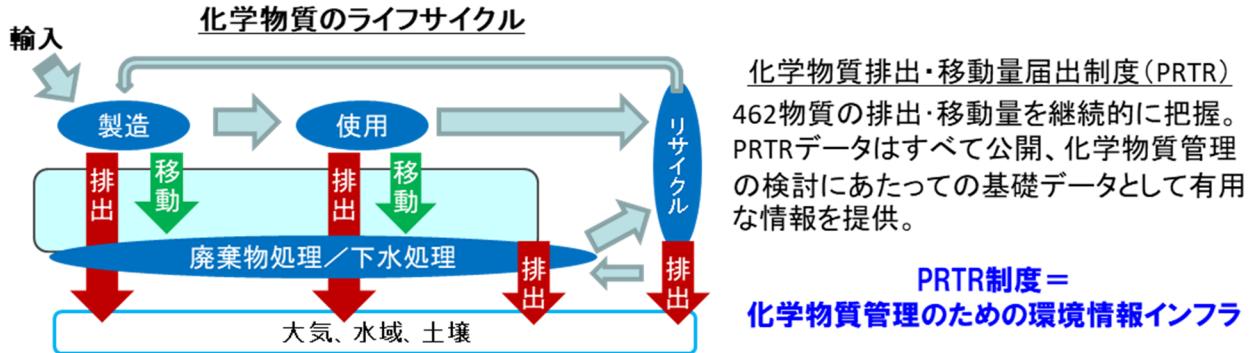 化学物質のライフサイクル
輸入
製造
使用
リサイクル
排出
移動
排出
移動
廃棄物処理／下水処理
排出
排出
大気、水域、土壌
化学物質排出・移動量届出制度（PRTR）
462物質の排出・移動量を継続的に把握。
PRTRデータはすべて公開、化学物質管理
の検討にあたっての基礎データとして有用
な情報を提供。
PRTR制度＝
化学物質管理のための環境情報インフラ